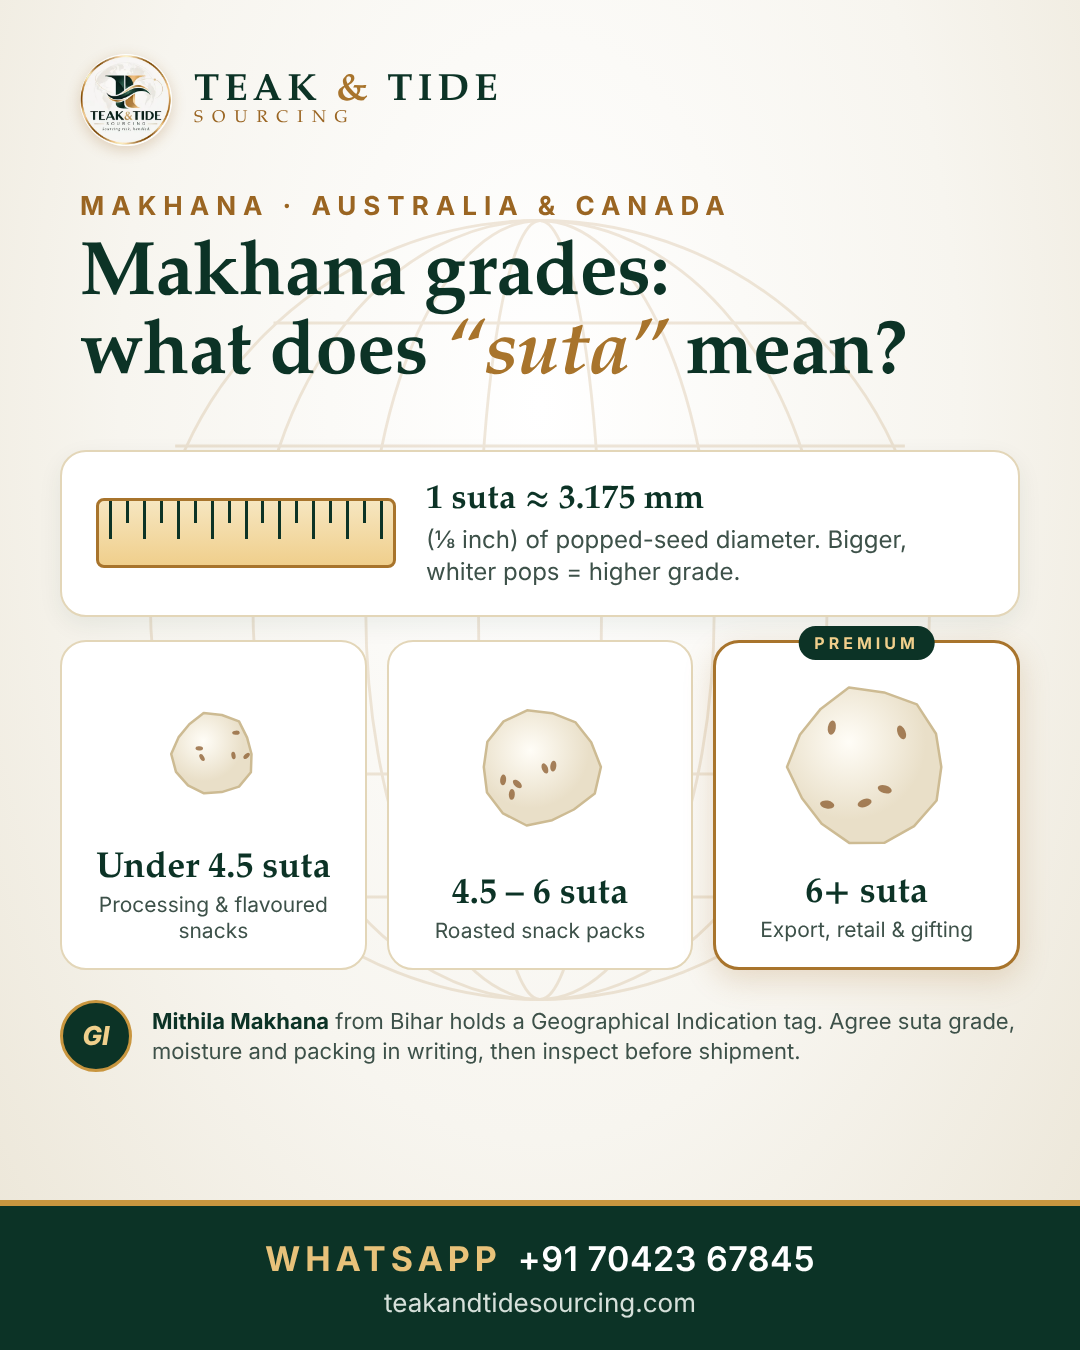 TEAK&TIDE
SOURCING
TEAK & TIDE
SOURCING
MAKHANA · AUSTRALIA & CANADA
Makhana grades:
what does “suta” mean?
1 suta ≈ 3.175 mm
(⅛ inch) of popped-seed diameter. Bigger,
whiter pops = higher grade.
PREMIUM
Under 4.5 suta
Processing & flavoured
snacks
4.5 – 6 suta
Roasted snack packs
6+ suta
Export, retail & gifting
GI
Mithila Makhana from Bihar holds a Geographical Indication tag. Agree suta grade,
moisture and packing in writing, then inspect before shipment.
WHATSAPP +91 70423 67845
teakandtidesourcing.com